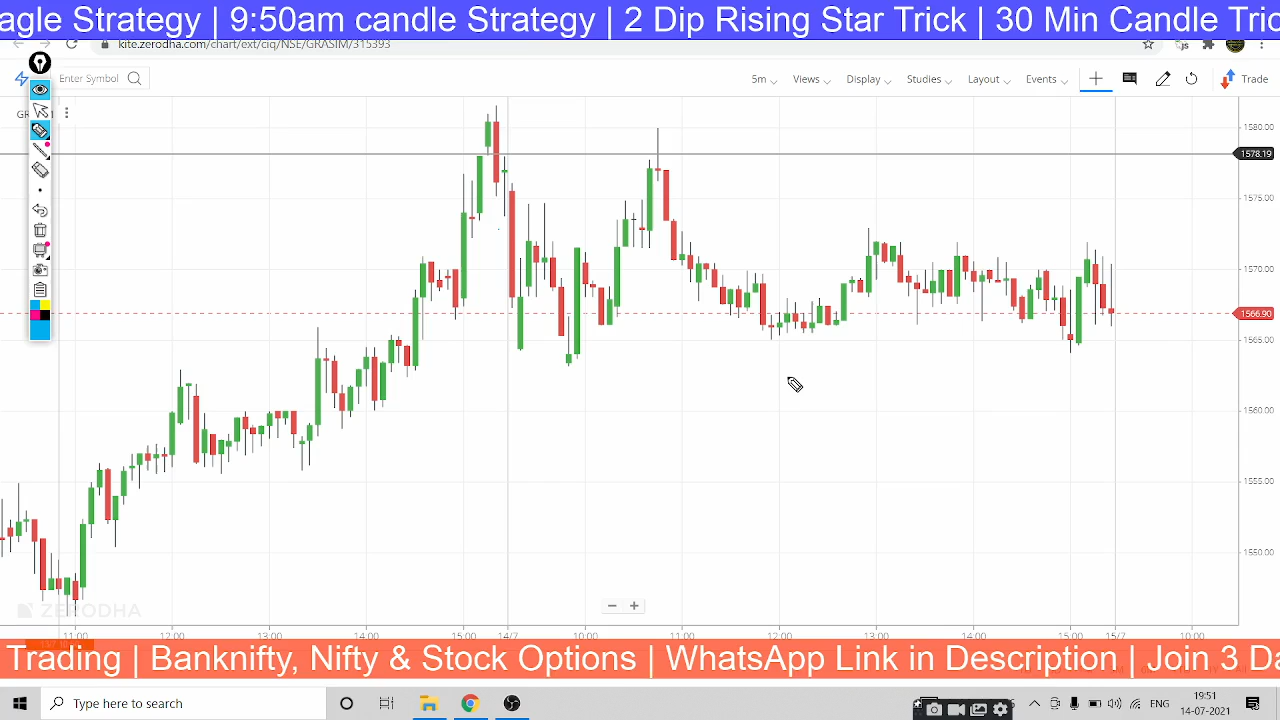 agle Strategy | 9:50am candle Strategy | 2 Dip Rising Star Trick | 30 Min Candle Tric
kite.zerodha.com/chart/ext/ciq/NSE/GRASIM/315393
Enter Symbol
5m Views Display Studies Layout Events Trade
1580.00
1578.19
1575.00
1570.00
1566.90
1565.00
1560.00
1555.00
1550.00
ZERODHA
11:00 12:00 13:00 14:00 15:00 14/7 10:00 11:00 12:00 13:00 14:00 15:00 15/7 10:00
Trading | Banknifty, Nifty & Stock Options | WhatsApp Link in Description | Join 3 Da
Type here to search
ENG
19:51
14-07-2021